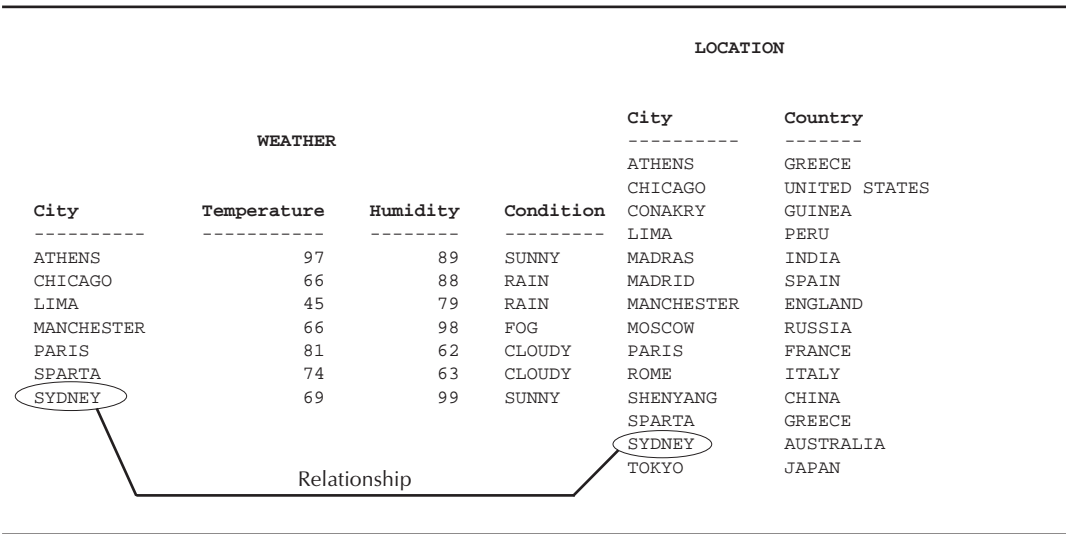 LOCATION
WEATHER
City Temperature Humidity Condition
---------- ----------- -------- ---------
ATHENS 97 89 SUNNY
CHICAGO 66 88 RAIN
LIMA 45 79 RAIN
MANCHESTER 66 98 FOG
PARIS 81 62 CLOUDY
SPARTA 74 63 CLOUDY
SYDNEY 69 99 SUNNY
City Country
---------- -------
ATHENS GREECE
CHICAGO UNITED STATES
CONAKRY GUINEA
LIMA PERU
MADRAS INDIA
MADRID SPAIN
MANCHESTER ENGLAND
MOSCOW RUSSIA
PARIS FRANCE
ROME ITALY
SHENYANG CHINA
SPARTA GREECE
SYDNEY AUSTRALIA
TOKYO JAPAN
Relationship